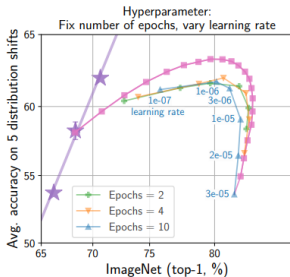 Hyperparameter:
Fix number of epochs, vary learning rate
Avg. accuracy on 5 distribution shifts
65
60
55
50
1e-07
learning rate
1e-06
3e-06
1e-05
2e-05
3e-05
Epochs = 2
Epochs = 4
Epochs = 10
65
70
75
80
ImageNet (top-1, %)